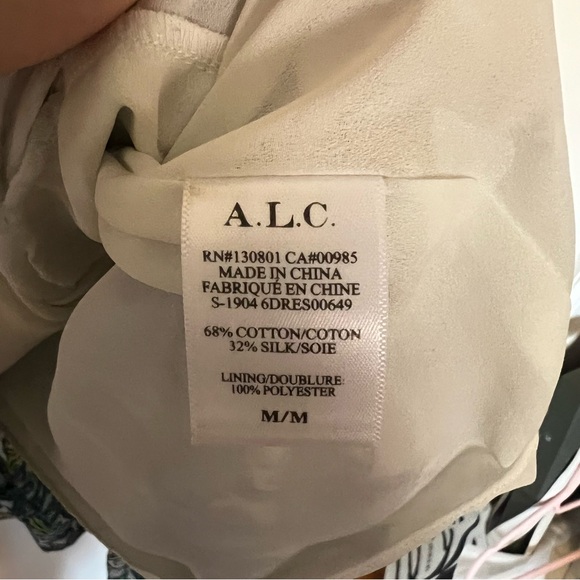 A.L.C.
RN#130801 CA#00985
MADE IN CHINA
FABRIQUÉ EN CHINE
S-1904 6DRES00649
68% COTTON/COTON
32% SILK/SOIE
LINING/DOUBLURE:
100% POLYESTER
M/M